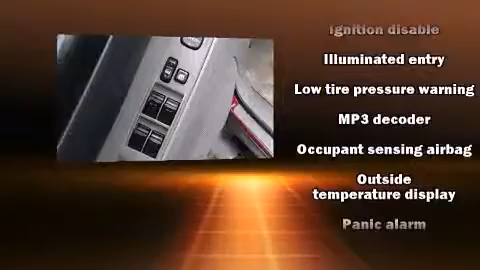 Ignition disable
Illuminated entry
Low tire pressure warning
MP3 decoder
Occupant sensing airbag
Outside
temperature display
Panic alarm